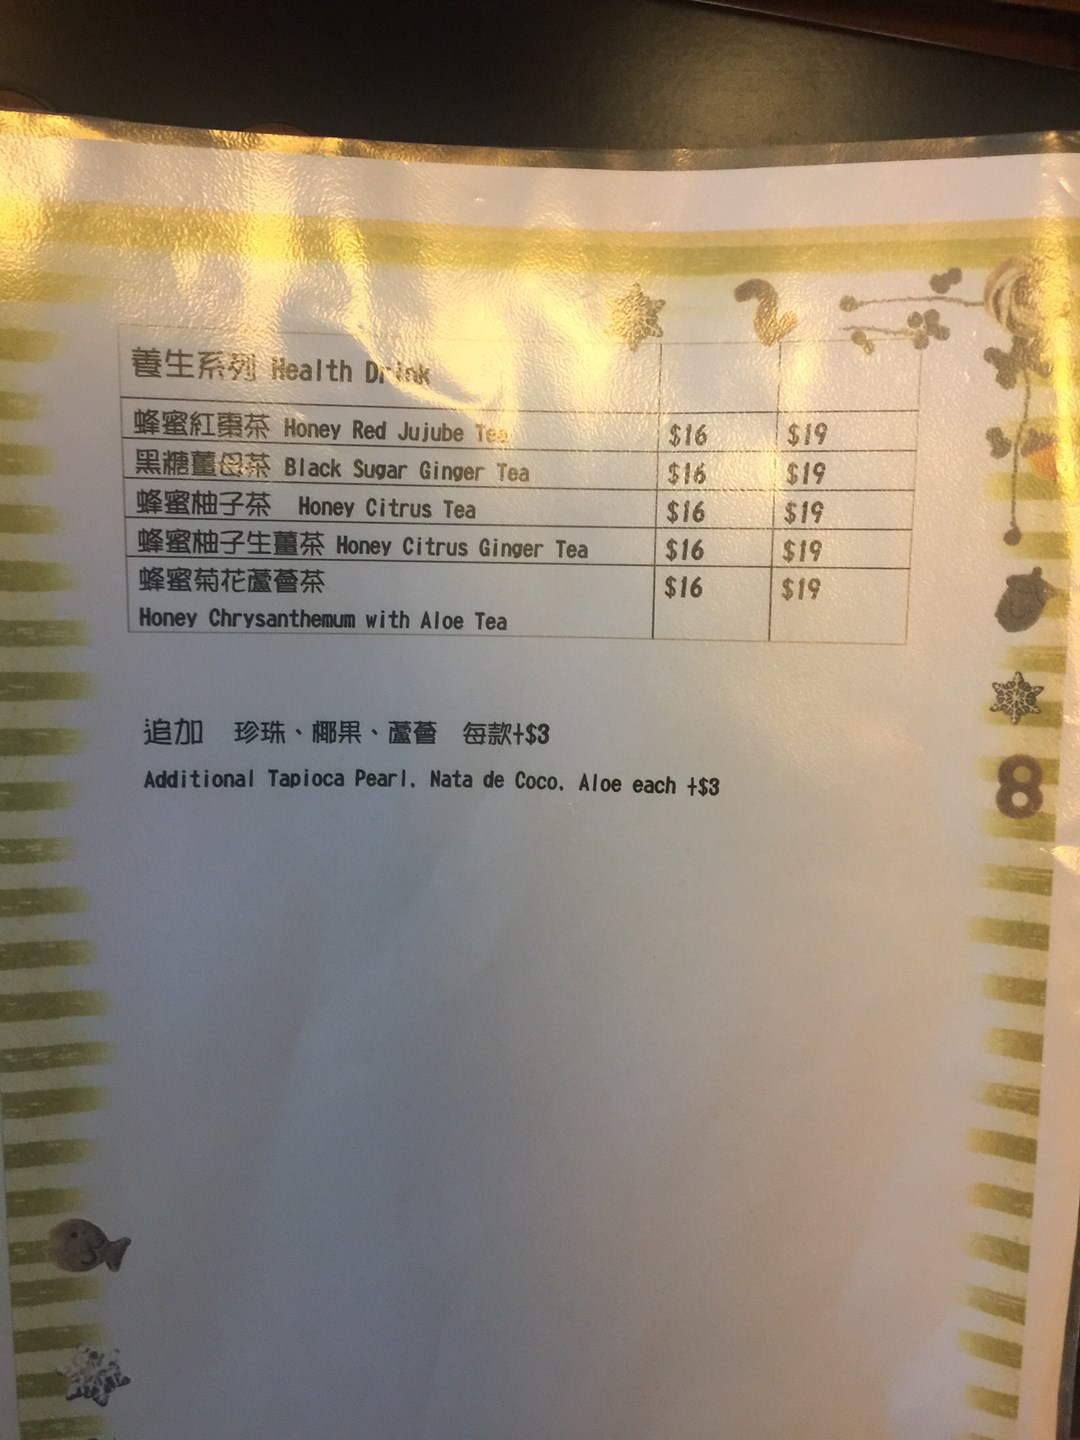 2
養生系列 Health Drink
蜂蜜紅棗茶 Honey Red Jujube Tea $16 $19
黑糖薑母茶 Black Sugar Ginger Tea $16 $19
蜂蜜柚子茶 Honey Citrus Tea $16 $19
蜂蜜柚子生薑茶 Honey Citrus Ginger Tea $16 $19
蜂蜜菊花蘆薈茶 $16 $19
Honey Chrysanthemum with Aloe Tea
追加 珍珠、椰果、蘆薈 每款+$3
Additional Tapioca Pearl, Nata de Coco, Aloe each +$3
8